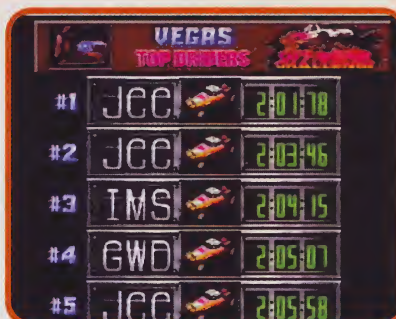 VEGAS
TOP DRIVERS
#1 JCC 2:01:78
#2 JCC 2:03:46
#3 IMS 2:04:15
#4 GWD 2:05:01
#5 JCC 2:05:58